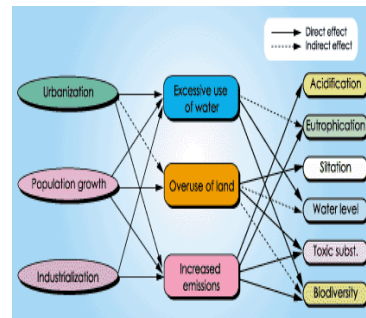 Direct effect
Indirect effect
Urbanization
Population growth
Industrialization
Excessive use
of water
Overuse of land
Increased
emissions
Acidification
Eutrophication
Siltation
Water level
Toxic subst.
Biodiversity